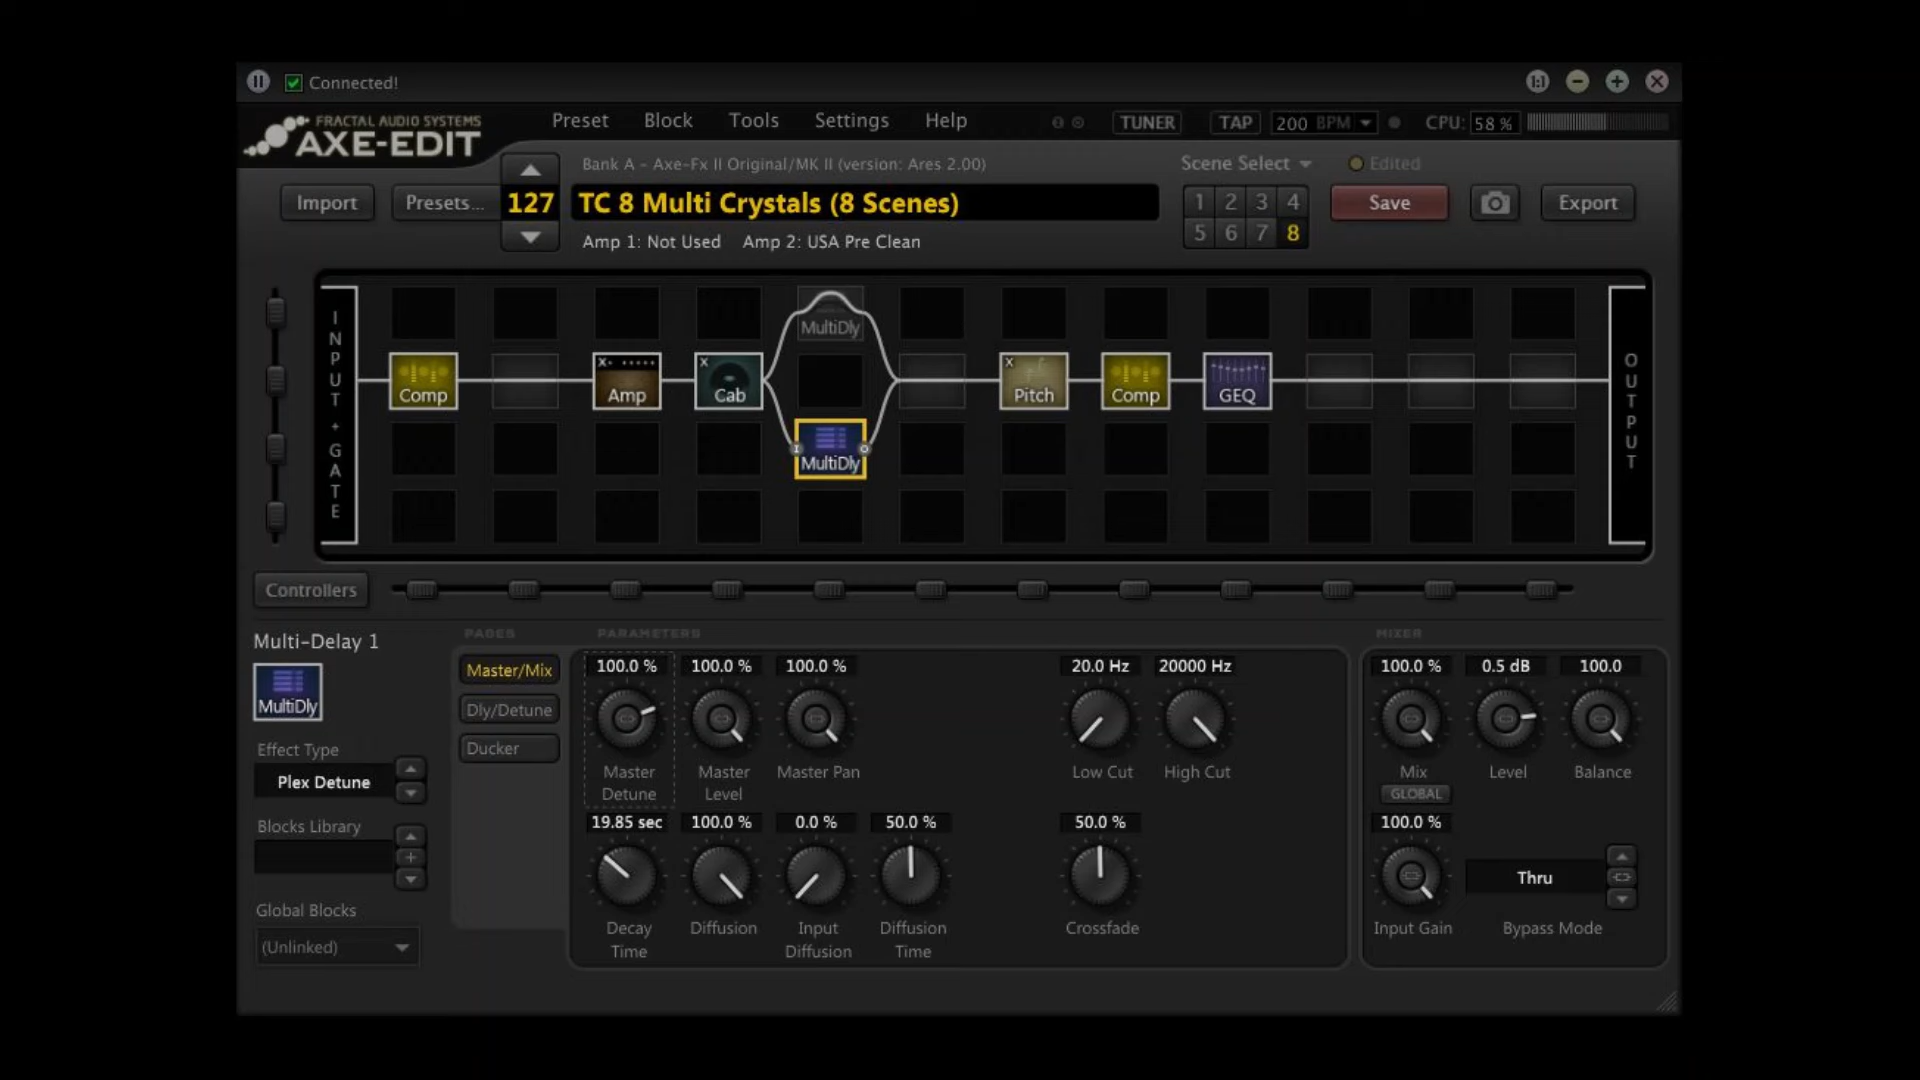 Connected!
FRACTAL AUDIO SYSTEMS
AXE-EDIT
Preset Block Tools Settings Help
TUNER TAP 200 BPM CPU: 58 %
Bank A - Axe-Fx II Original/MK II (version: Ares 2.00)
Scene Select Edited
Import Presets... 127 TC 8 Multi Crystals (8 Scenes)
1 2 3 4
5 6 7 8
Save Export
Amp 1: Not Used Amp 2: USA Pre Clean
INPUT + GATE
MultiDly
Comp Amp Cab Pitch Comp GEQ
MultiDly
OUTPUT
Controllers
Multi-Delay 1
MultiDly
Effect Type
Plex Detune
Blocks Library
Global Blocks
(Unlinked)
PAGES
Master/Mix
Dly/Detune
Ducker
PARAMETERS
100.0 % 100.0 % 100.0 % 20.0 Hz 20000 Hz
Master Detune Master Level Master Pan Low Cut High Cut
19.85 sec 100.0 % 0.0 % 50.0 % 50.0 %
Decay Time Diffusion Input Diffusion Diffusion Time Crossfade
MIXER
100.0 % 0.5 dB 100.0
Mix Level Balance
GLOBAL
100.0 %
Thru
Input Gain Bypass Mode